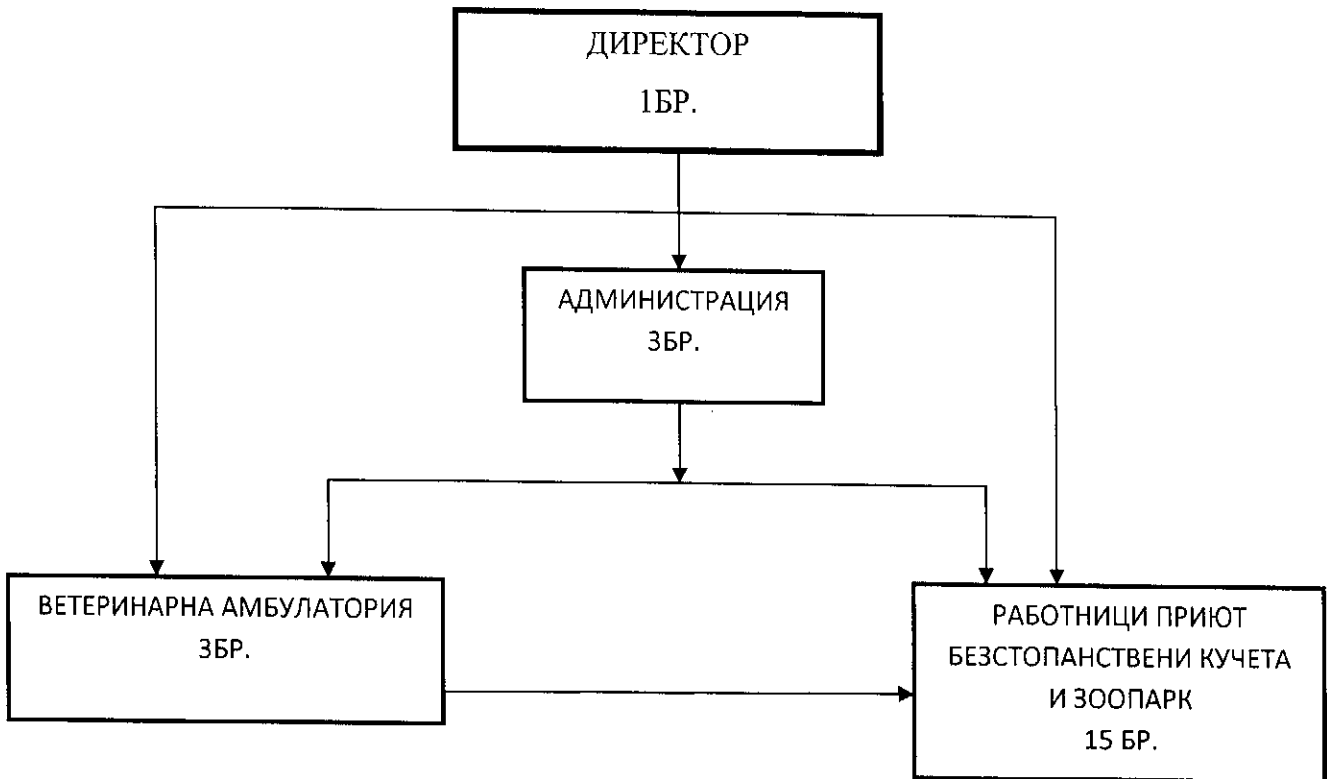 ДИРЕКТОР
1БР.
АДМИНИСТРАЦИЯ
3БР.
ВЕТЕРИНАРНА АМБУЛАТОРИЯ
3БР.
РАБОТНИЦИ ПРИЮТ
БЕЗСТОПАНСТВЕНИ КУЧЕТА
И ЗООПАРК
15 БР.